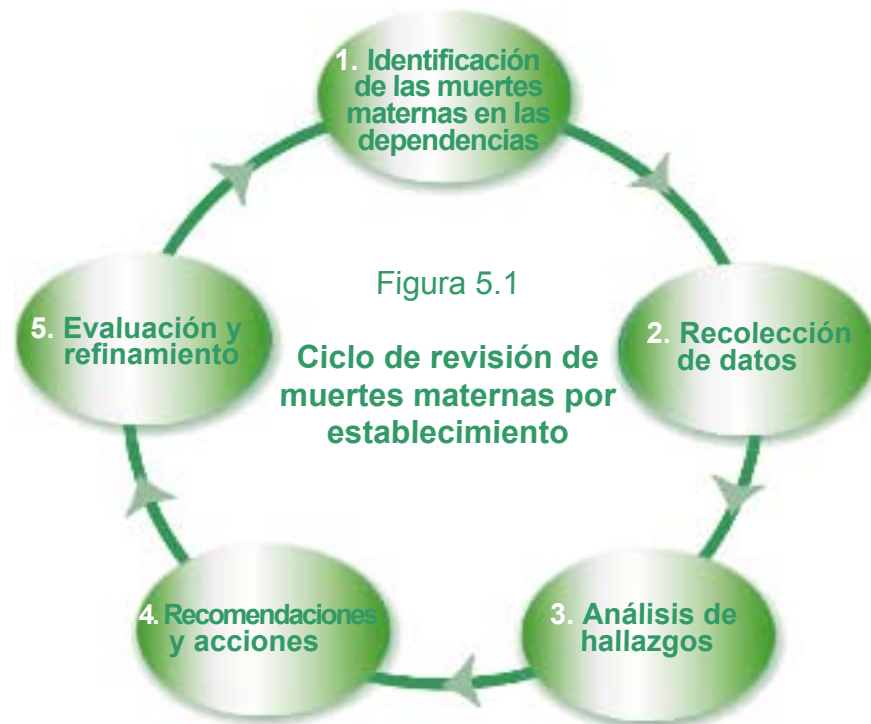 1. Identificación
de las muertes
maternas en las
dependencias
Figura 5.1
Ciclo de revisión de
muertes maternas por
establecimiento
2. Recolección
de datos
3. Análisis de
hallazgos
4. Recomendaciones
y acciones
5. Evaluación y
refinamiento